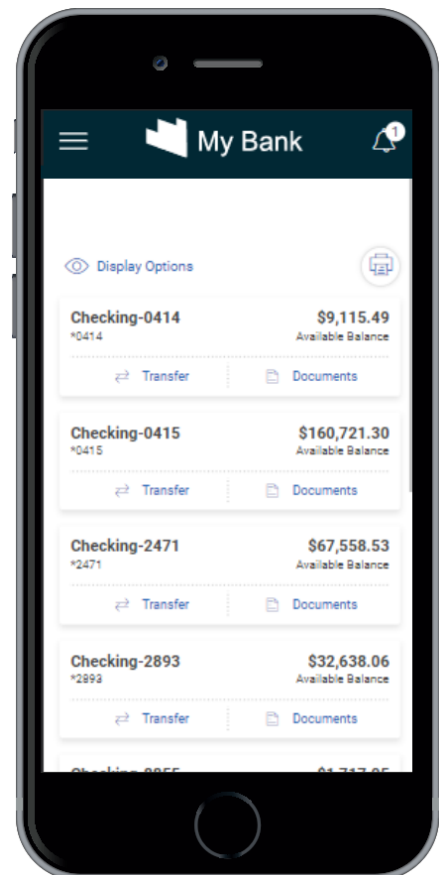 1
My Bank
Display Options
Checking-0414 $9,115.49
*0414 Available Balance
Transfer Documents
Checking-0415 $160,721.30
*0415 Available Balance
Transfer Documents
Checking-2471 $67,558.53
*2471 Available Balance
Transfer Documents
Checking-2893 $32,638.06
*2893 Available Balance
Transfer Documents